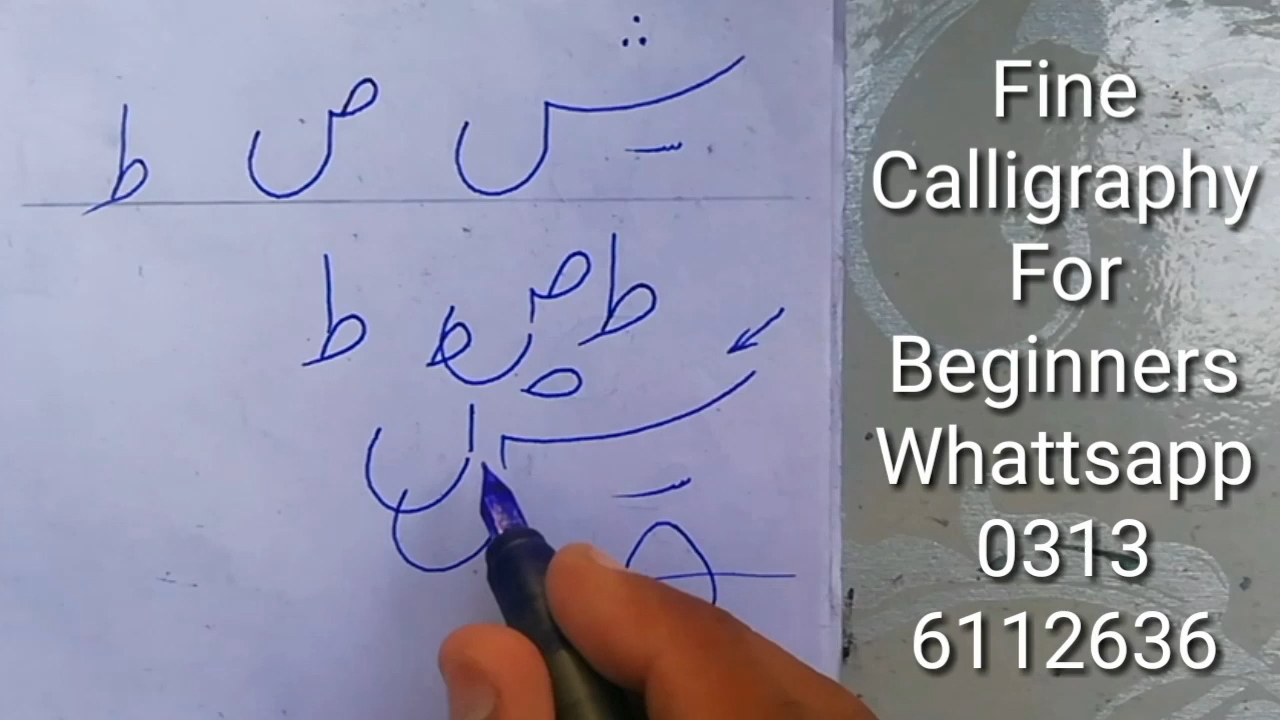 ش ص ط
ط ص ط
Fine
Calligraphy
For
Beginners
Whattsapp
0313
6112636